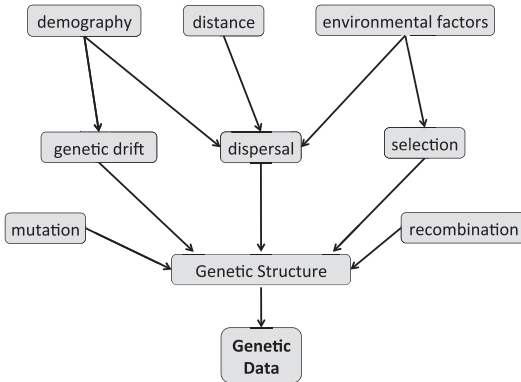 demography
distance
environmental factors
genetic drift
dispersal
selection
mutation
recombination
Genetic Structure
Genetic
Data